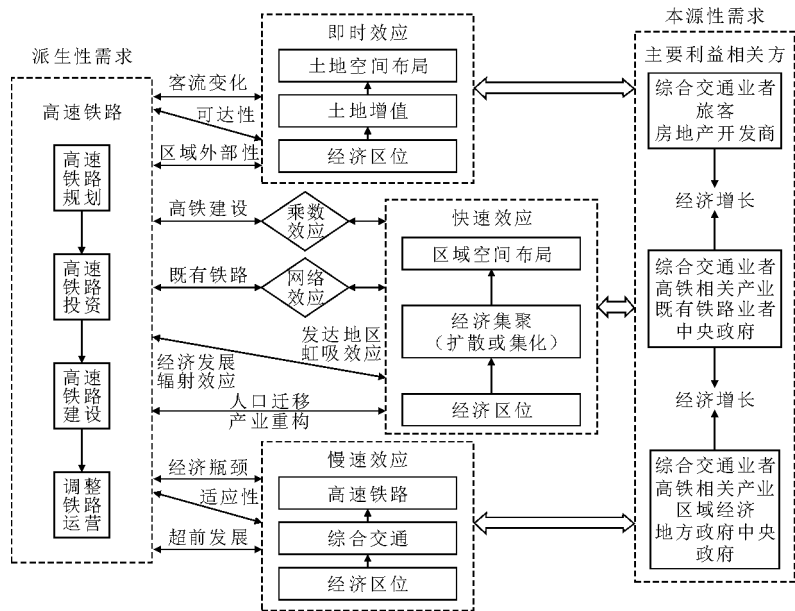 派生性需求
高速铁路
高速
铁路
规划
高速
铁路
投资
高速
铁路
建设
调整
铁路
运营
客流变化
可达性
区域外部性
高铁建设
既有铁路
发达地区
虹吸效应
经济发展
辐射效应
人口迁移
产业重构
经济瓶颈
适应性
超前发展
乘数
效应
网络
效应
即时效应
土地空间布局
土地增值
经济区位
快速效应
区域空间布局
经济集聚
(扩散或集化)
经济区位
慢速效应
高速铁路
综合交通
经济区位
本源性需求
主要利益相关方
综合交通业者
旅客
房地产开发商
经济增长
综合交通业者
高铁相关产业
既有铁路业者
中央政府
经济增长
综合交通业者
高铁相关产业
区域经济
地方政府中央
政府